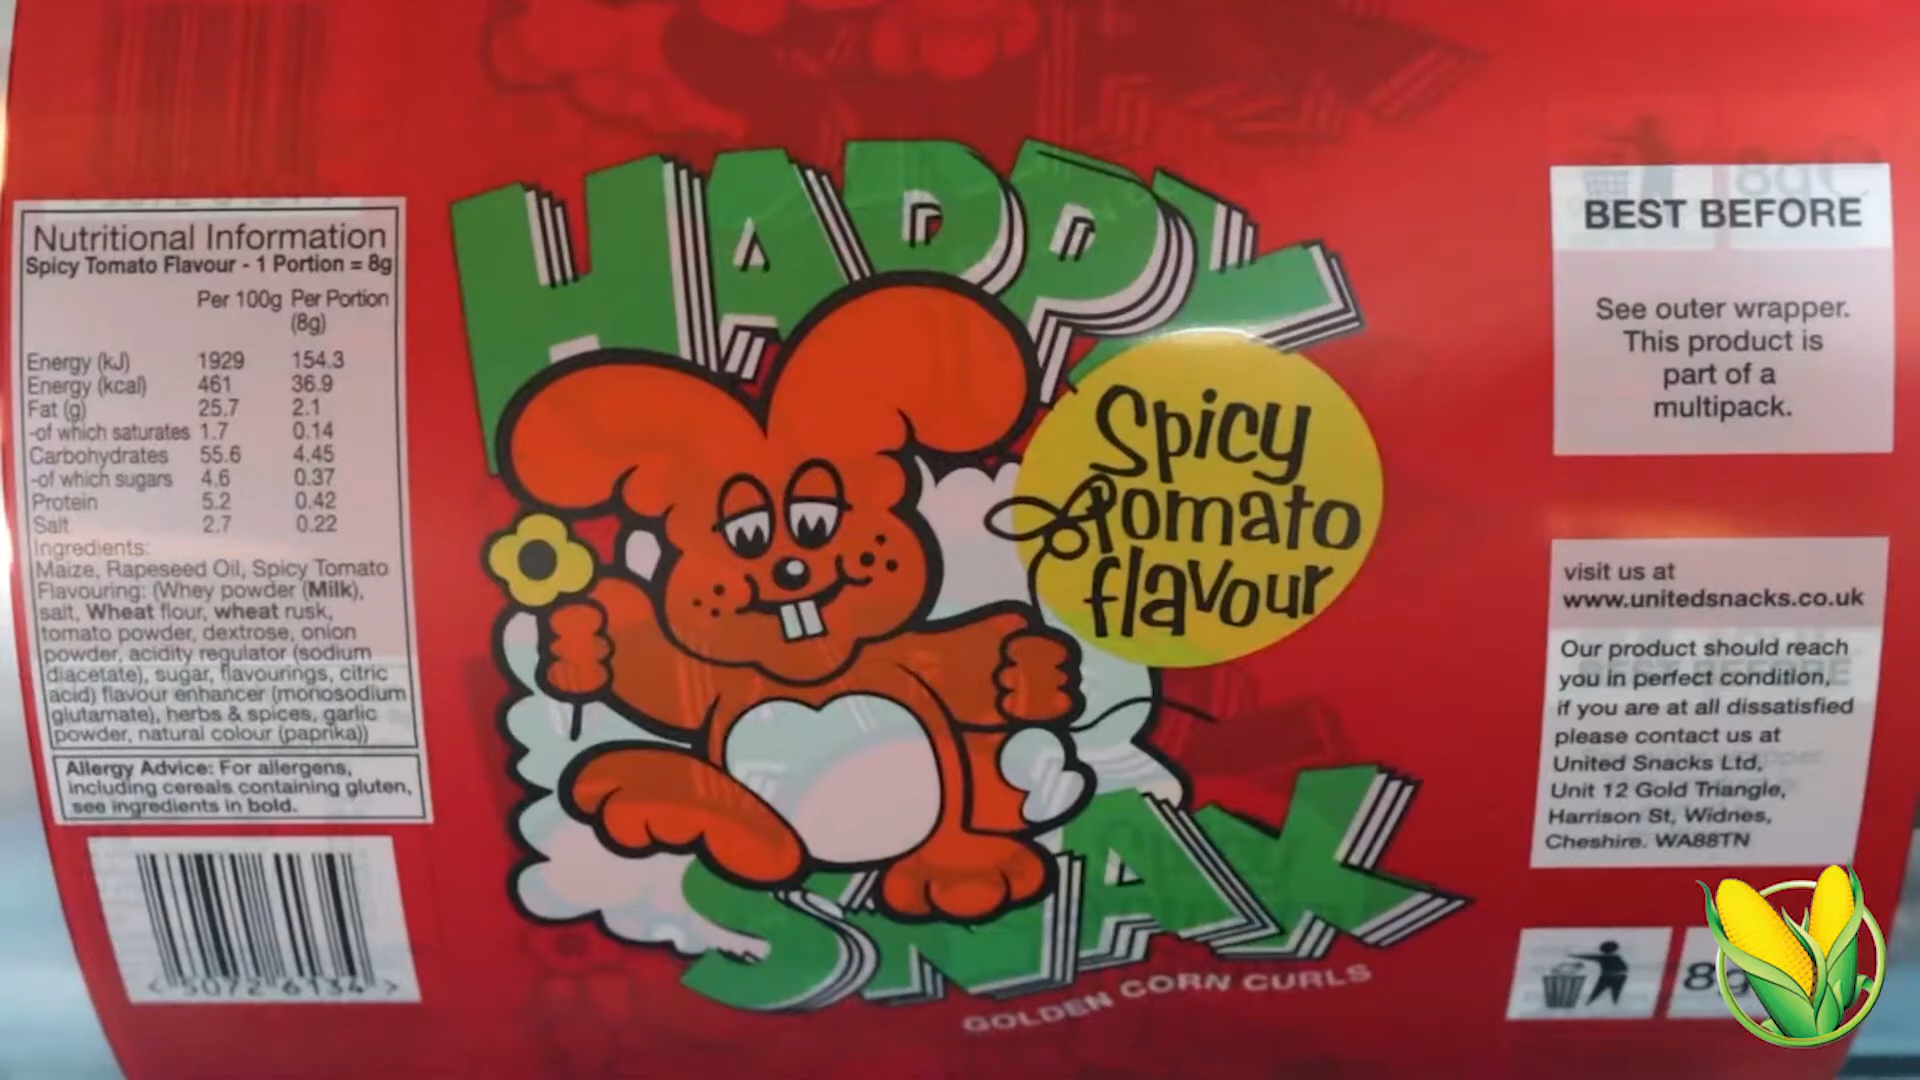 Nutritional Information
Spicy Tomato Flavour - 1 Portion = 8g
Per 100g Per Portion
(8g)
Energy (kJ) 1929 154.3
Energy (kcal) 461 36.9
Fat (g) 25.7 2.1
-of which saturates 1.7 0.14
Carbohydrates 55.6 4.45
-of which sugars 4.6 0.37
Protein 5.2 0.42
Salt 2.7 0.22
Ingredients:
Maize, Rapeseed Oil, Spicy Tomato
Flavouring: (Whey powder (Milk),
salt, Wheat flour, wheat rusk,
tomato powder, dextrose, onion
powder, acidity regulator (sodium
diacetate), sugar, flavourings, citric
acid) flavour enhancer (monosodium
glutamate), herbs & spices, garlic
powder, natural colour (paprika))
Allergy Advice: For allergens,
including cereals containing gluten,
see ingredients in bold.
< 5072 6134 >
HAPPY
Spicy
Tomato
flavour
SNAX
GOLDEN CORN CURLS
BEST BEFORE
See outer wrapper.
This product is
part of a
multipack.
visit us at
www.unitedsnacks.co.uk
Our product should reach
you in perfect condition,
if you are at all dissatisfied
please contact us at
United Snacks Ltd,
Unit 12 Gold Triangle,
Harrison St, Widnes,
Cheshire. WA88TN
8g